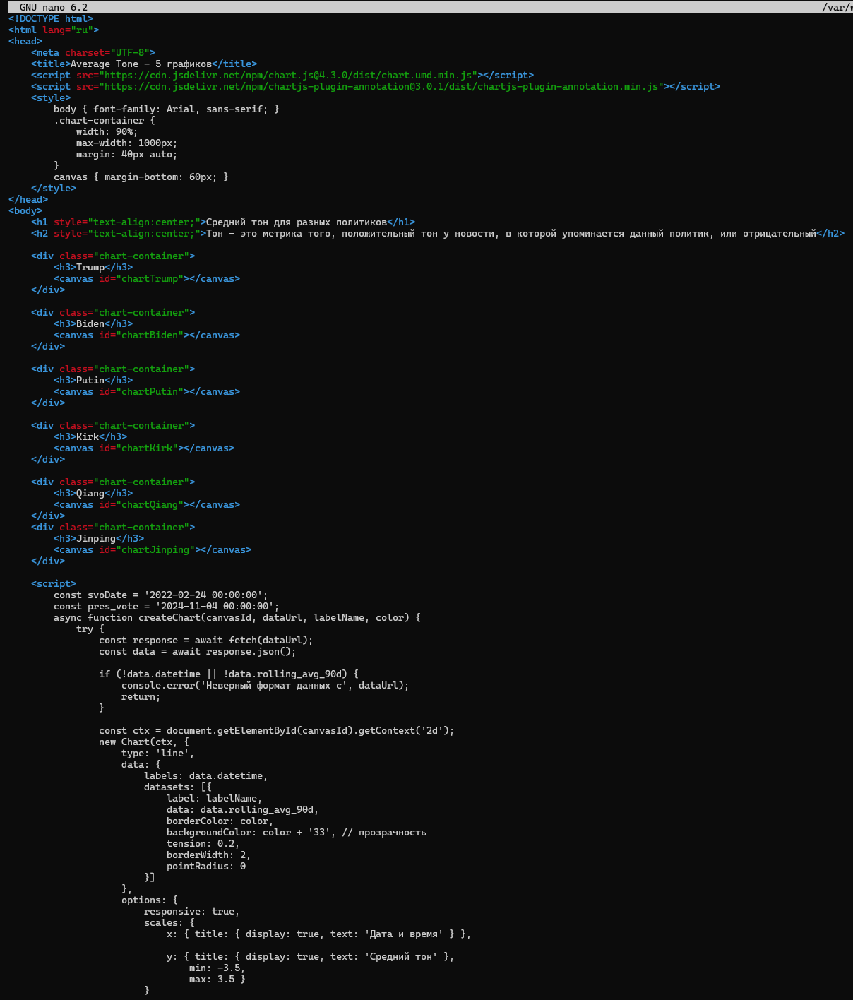 GNU nano 6.2 /var/w
<!DOCTYPE html>
<html lang="ru">
<head>
    <meta charset="UTF-8">
    <title>Average Tone - 5 графиков</title>
    <script src="https://cdn.jsdelivr.net/npm/chart.js@4.3.0/dist/chart.umd.min.js"></script>
    <script src="https://cdn.jsdelivr.net/npm/chartjs-plugin-annotation@3.0.1/dist/chartjs-plugin-annotation.min.js"></script>
    <style>
        body { font-family: Arial, sans-serif; }
        .chart-container {
            width: 90%;
            max-width: 1000px;
            margin: 40px auto;
        }
        canvas { margin-bottom: 60px; }
    </style>
</head>
<body>
    <h1 style="text-align:center;">Средний тон для разных политиков</h1>
    <h2 style="text-align:center;">Тон - это метрика того, положительный тон у новости, в которой упоминается данный политик, или отрицательный</h2>

    <div class="chart-container">
        <h3>Trump</h3>
        <canvas id="chartTrump"></canvas>
    </div>

    <div class="chart-container">
        <h3>Biden</h3>
        <canvas id="chartBiden"></canvas>
    </div>

    <div class="chart-container">
        <h3>Putin</h3>
        <canvas id="chartPutin"></canvas>
    </div>

    <div class="chart-container">
        <h3>Kirk</h3>
        <canvas id="chartKirk"></canvas>
    </div>

    <div class="chart-container">
        <h3>Qiang</h3>
        <canvas id="chartQiang"></canvas>
    </div>
    <div class="chart-container">
        <h3>Jinping</h3>
        <canvas id="chartJinping"></canvas>
    </div>

    <script>
        const svoDate = '2022-02-24 00:00:00';
        const pres_vote = '2024-11-04 00:00:00';
        async function createChart(canvasId, dataUrl, labelName, color) {
            try {
                const response = await fetch(dataUrl);
                const data = await response.json();

                if (!data.datetime || !data.rolling_avg_90d) {
                    console.error('Неверный формат данных с', dataUrl);
                    return;
                }

                const ctx = document.getElementById(canvasId).getContext('2d');
                new Chart(ctx, {
                    type: 'line',
                    data: {
                        labels: data.datetime,
                        datasets: [{
                            label: labelName,
                            data: data.rolling_avg_90d,
                            borderColor: color,
                            backgroundColor: color + '33', // прозрачность
                            tension: 0.2,
                            borderWidth: 2,
                            pointRadius: 0
                        }]
                    },
                    options: {
                        responsive: true,
                        scales: {
                            x: { title: { display: true, text: 'Дата и время' } },

                            y: { title: { display: true, text: 'Средний тон' },
                                min: -3.5,
                                max: 3.5 }
                        }